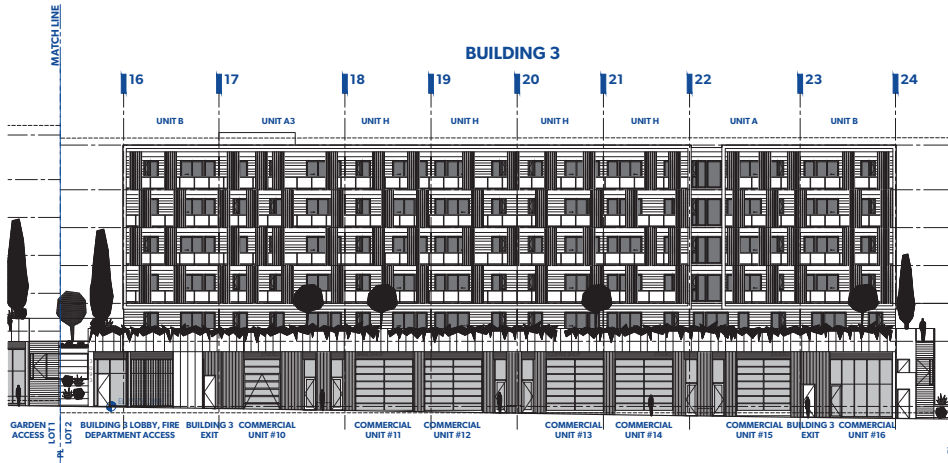 MATCH LINE
BUILDING 3
16 17 18 19 20 21 22 23 24
UNIT B UNIT A3 UNIT H UNIT H UNIT H UNIT H UNIT A UNIT B
GARDEN
ACCESS
LOT 1
LOT 2
PL
BUILDING 3 LOBBY, FIRE
DEPARTMENT ACCESS
BUILDING 3
EXIT
COMMERCIAL
UNIT #10
COMMERCIAL
UNIT #11
COMMERCIAL
UNIT #12
COMMERCIAL
UNIT #13
COMMERCIAL
UNIT #14
COMMERCIAL
UNIT #15
BUILDING 3
EXIT
COMMERCIAL
UNIT #16